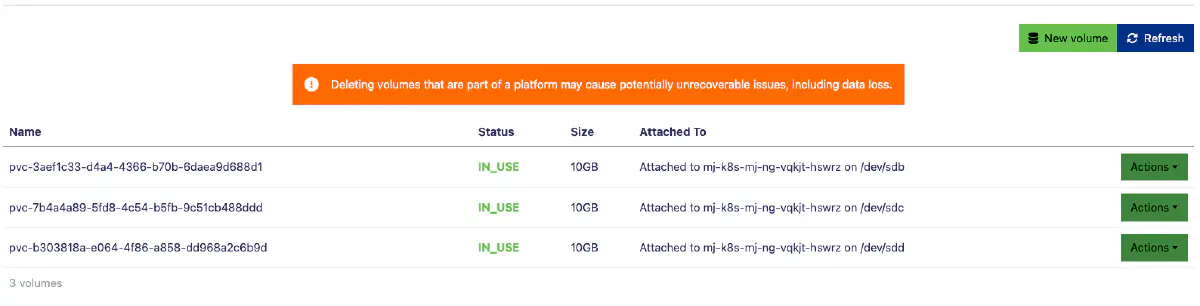 New volume Refresh
Deleting volumes that are part of a platform may cause potentially unrecoverable issues, including data loss.
Name Status Size Attached To
pvc-3aef1c33-d4a4-4366-b70b-6daea9d688d1 IN_USE 10GB Attached to mj-k8s-mj-ng-vqkjt-hswrz on /dev/sdb Actions
pvc-7b4a4a89-5fd8-4c54-b5fb-9c51cb488ddd IN_USE 10GB Attached to mj-k8s-mj-ng-vqkjt-hswrz on /dev/sdc Actions
pvc-b303818a-e064-4f86-a858-dd968a2c6b9d IN_USE 10GB Attached to mj-k8s-mj-ng-vqkjt-hswrz on /dev/sdd Actions
3 volumes